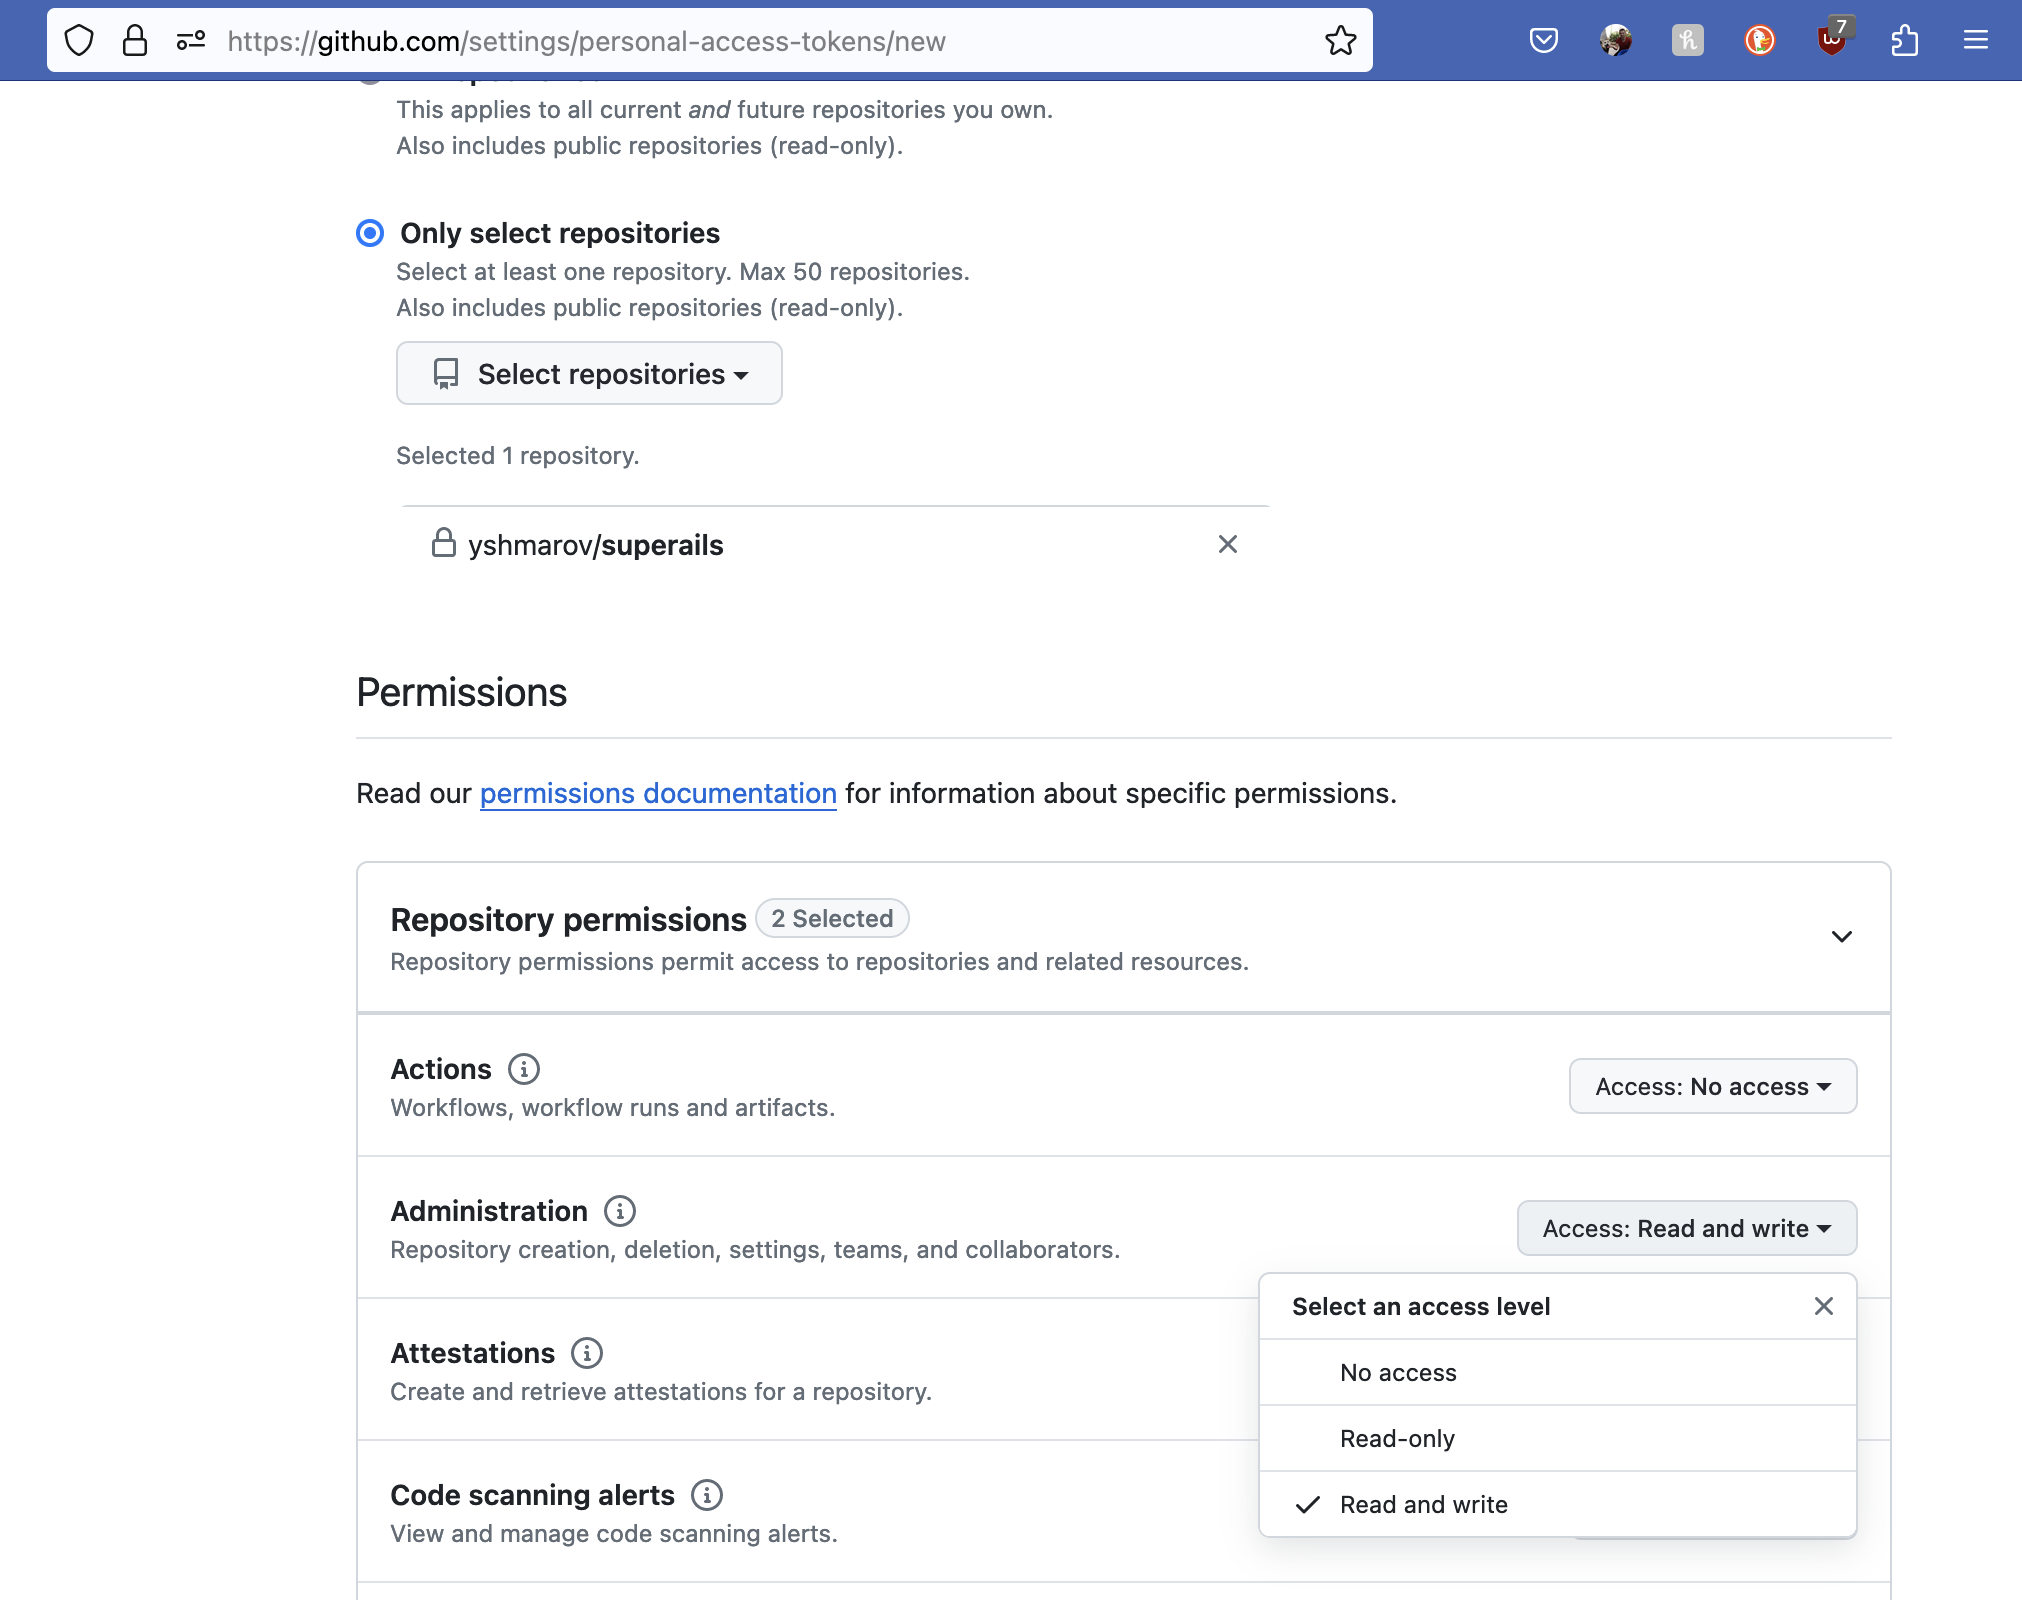 https://github.com/settings/personal-access-tokens/new
7
This applies to all current and future repositories you own.
Also includes public repositories (read-only).
Only select repositories
Select at least one repository. Max 50 repositories.
Also includes public repositories (read-only).
Select repositories
Selected 1 repository.
yshmarov/superails
Permissions
Read our permissions documentation for information about specific permissions.
Repository permissions 2 Selected
Repository permissions permit access to repositories and related resources.
Actions
Workflows, workflow runs and artifacts.
Access: No access
Administration
Repository creation, deletion, settings, teams, and collaborators.
Access: Read and write
Select an access level
No access
Read-only
Read and write
Attestations
Create and retrieve attestations for a repository.
Code scanning alerts
View and manage code scanning alerts.